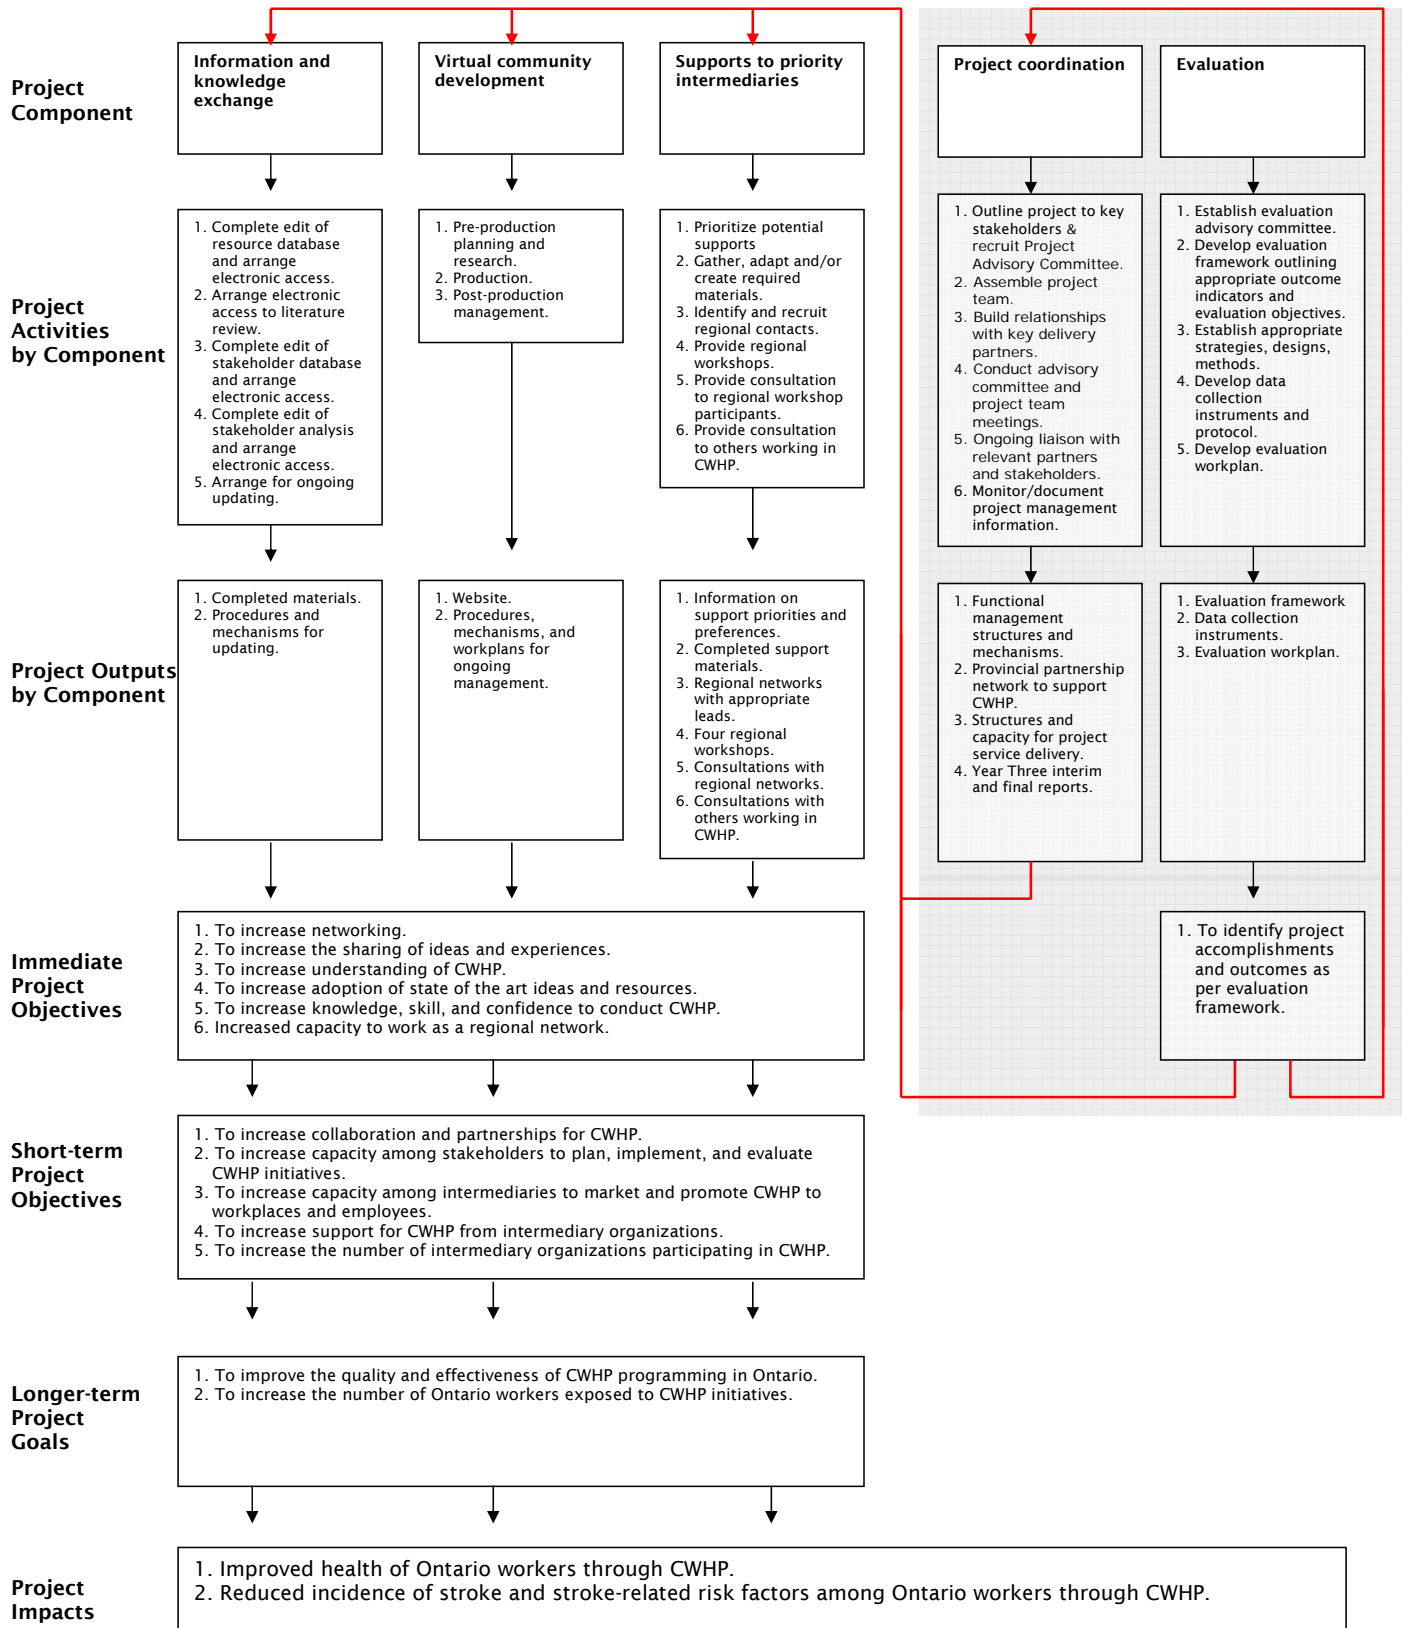 Project
Component
Information and
knowledge
exchange
Virtual community
development
Supports to priority
intermediaries
Project coordination
Evaluation
Project
Activities
by Component
1. Complete edit of
resource database
and arrange
electronic access.
2. Arrange electronic
access to literature
review.
3. Complete edit of
stakeholder database
and arrange
electronic access.
4. Complete edit of
stakeholder analysis
and arrange
electronic access.
5. Arrange for ongoing
updating.
1. Pre-production
planning and
research.
2. Production.
3. Post-production
management.
1. Prioritize potential
supports
2. Gather, adapt and/or
create required
materials.
3. Identify and recruit
regional contacts.
4. Provide regional
workshops.
5. Provide consultation
to regional workshop
participants.
6. Provide consultation
to others working in
CWHP.
1. Outline project to key
stakeholders &
recruit Project
Advisory Committee.
2. Assemble project
team.
3. Build relationships
with key delivery
partners.
4. Conduct advisory
committee and
project team
meetings.
5. Ongoing liaison with
relevant partners
and stakeholders.
6. Monitor/document
project management
information.
1. Establish evaluation
advisory committee.
2. Develop evaluation
framework outlining
appropriate outcome
indicators and
evaluation objectives.
3. Establish appropriate
strategies, designs,
methods.
4. Develop data
collection
instruments and
protocol.
5. Develop evaluation
workplan.
Project Outputs
by Component
1. Completed materials.
2. Procedures and
mechanisms for
updating.
1. Website.
2. Procedures,
mechanisms, and
workplans for
ongoing
management.
1. Information on
support priorities and
preferences.
2. Completed support
materials.
3. Regional networks
with appropriate
leads.
4. Four regional
workshops.
5. Consultations with
regional networks.
6. Consultations with
others working in
CWHP.
1. Functional
management
structures and
mechanisms.
2. Provincial partnership
network to support
CWHP.
3. Structures and
capacity for project
service delivery.
4. Year Three interim
and final reports.
1. Evaluation framework
2. Data collection
instruments.
3. Evaluation workplan.
Immediate
Project
Objectives
1. To increase networking.
2. To increase the sharing of ideas and experiences.
3. To increase understanding of CWHP.
4. To increase adoption of state of the art ideas and resources.
5. To increase knowledge, skill, and confidence to conduct CWHP.
6. Increased capacity to work as a regional network.
1. To identify project
accomplishments
and outcomes as
per evaluation
framework.
Short-term
Project
Objectives
1. To increase collaboration and partnerships for CWHP.
2. To increase capacity among stakeholders to plan, implement, and evaluate
CWHP initiatives.
3. To increase capacity among intermediaries to market and promote CWHP to
workplaces and employees.
4. To increase support for CWHP from intermediary organizations.
5. To increase the number of intermediary organizations participating in CWHP.
Longer-term
Project
Goals
1. To improve the quality and effectiveness of CWHP programming in Ontario.
2. To increase the number of Ontario workers exposed to CWHP initiatives.
Project
Impacts
1. Improved health of Ontario workers through CWHP.
2. Reduced incidence of stroke and stroke-related risk factors among Ontario workers through CWHP.